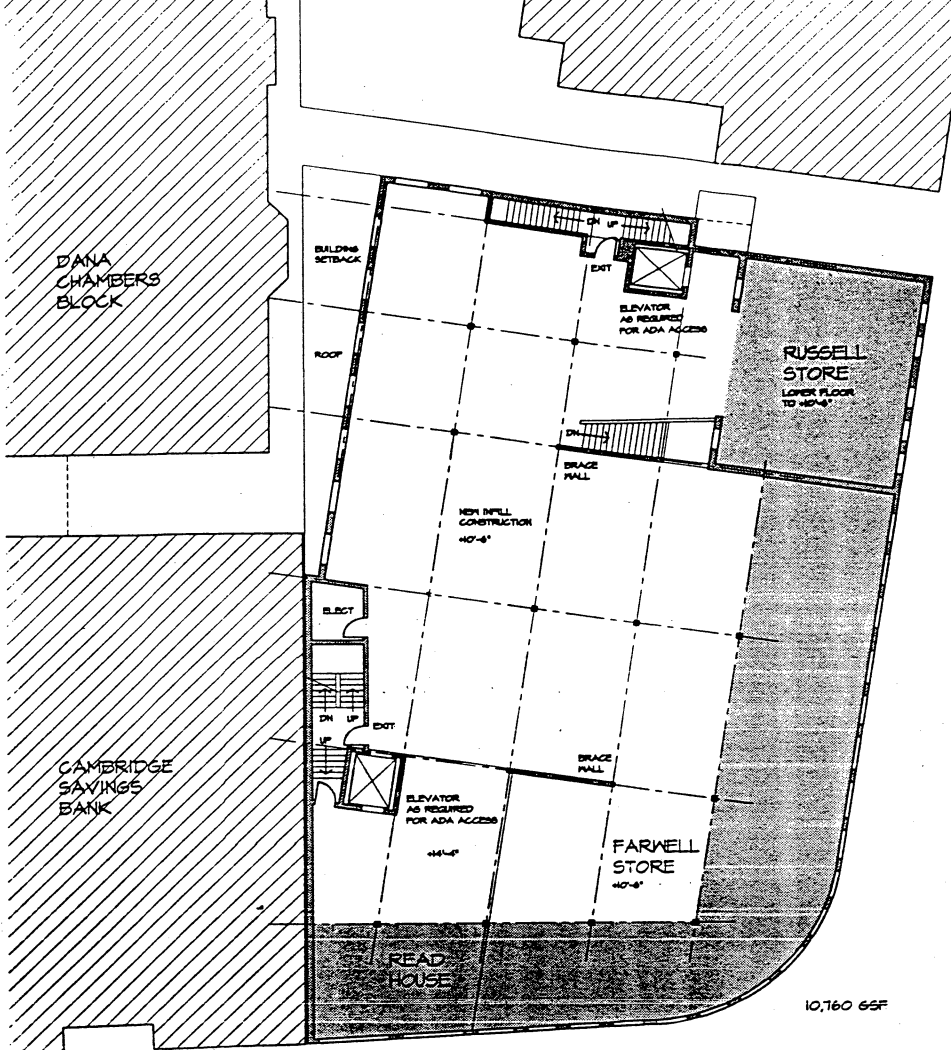 DANA
CHAMBERS
BLOCK
BUILDING
SETBACK
ROOF
DN UP
EXIT
ELEVATOR
AS REQUIRED
FOR ADA ACCESS
RUSSELL
STORE
LOWER FLOOR
TO +10'-6"
DN
BRACE
WALL
NEW INFILL
CONSTRUCTION
+10'-6"
ELECT
DN UP
UP
EXIT
CAMBRIDGE
SAVINGS
BANK
BRACE
WALL
ELEVATOR
AS REQUIRED
FOR ADA ACCESS
+14'-4"
FARWELL
STORE
+10'-6"
READ
HOUSE
10,760 GSF